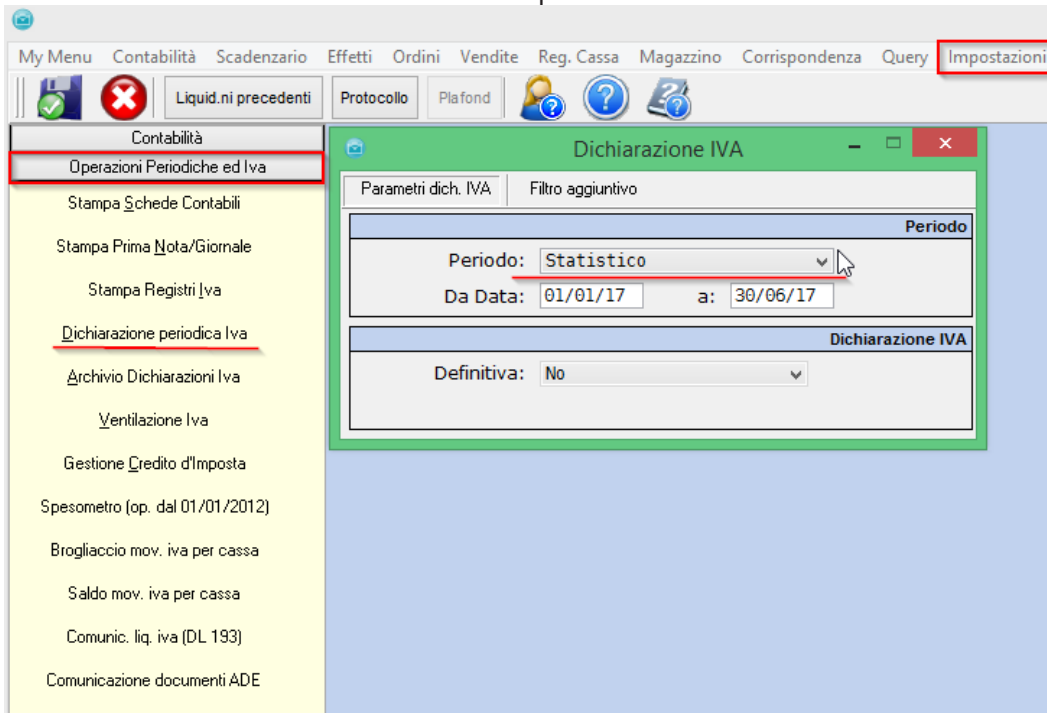 My Menu Contabilità Scadenzario Effetti Ordini Vendite Reg. Cassa Magazzino Corrispondenza Query Impostazioni
Liquid.ni precedenti Protocollo Plafond
Contabilità
Operazioni Periodiche ed Iva
Stampa Schede Contabili
Stampa Prima Nota/Giornale
Stampa Registri Iva
Dichiarazione periodica Iva
Archivio Dichiarazioni Iva
Ventilazione Iva
Gestione Credito d'Imposta
Spesometro (op. dal 01/01/2012)
Brogliaccio mov. iva per cassa
Saldo mov. iva per cassa
Comunic. liq. iva (DL 193)
Comunicazione documenti ADE
Dichiarazione IVA
Parametri dich. IVA Filtro aggiuntivo
Periodo
Periodo: Statistico
Da Data: 01/01/17 a: 30/06/17
Dichiarazione IVA
Definitiva: No